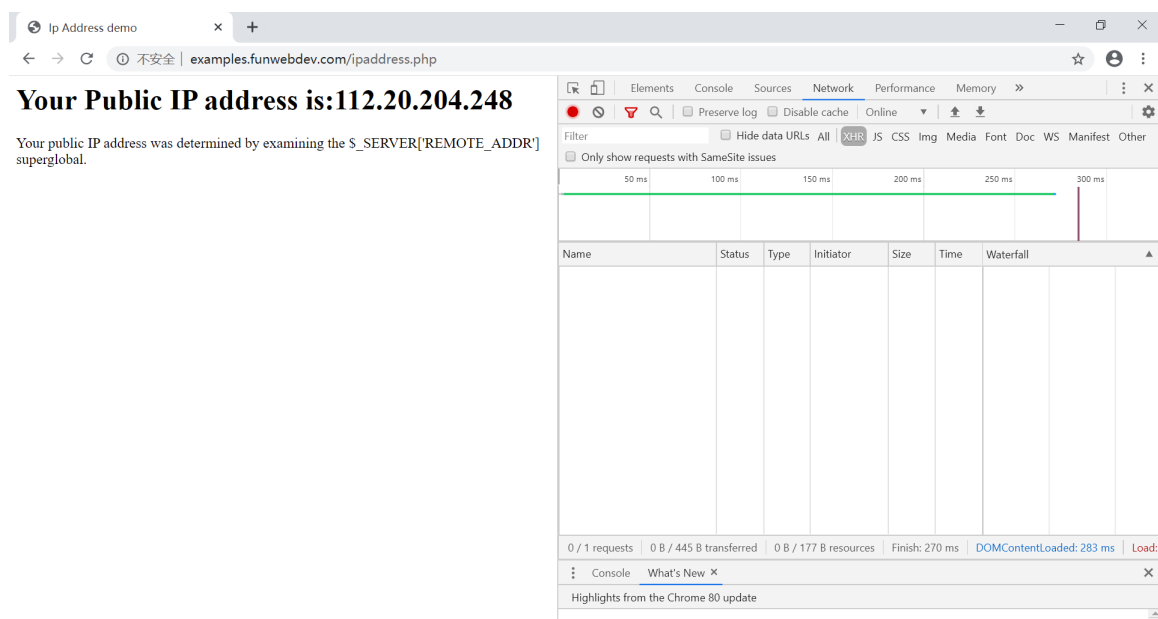 Ip Address demo
不安全 | examples.funwebdev.com/ipaddress.php
Your Public IP address is:112.20.204.248
Your public IP address was determined by examining the $_SERVER['REMOTE_ADDR']
superglobal.
Elements Console Sources Network Performance Memory
Preserve log Disable cache Online
Filter Hide data URLs All XHR JS CSS Img Media Font Doc WS Manifest Other
Only show requests with SameSite issues
50 ms 100 ms 150 ms 200 ms 250 ms 300 ms
Name Status Type Initiator Size Time Waterfall
0 / 1 requests 0 B / 445 B transferred 0 B / 177 B resources Finish: 270 ms DOMContentLoaded: 283 ms Load:
Console What's New
Highlights from the Chrome 80 update